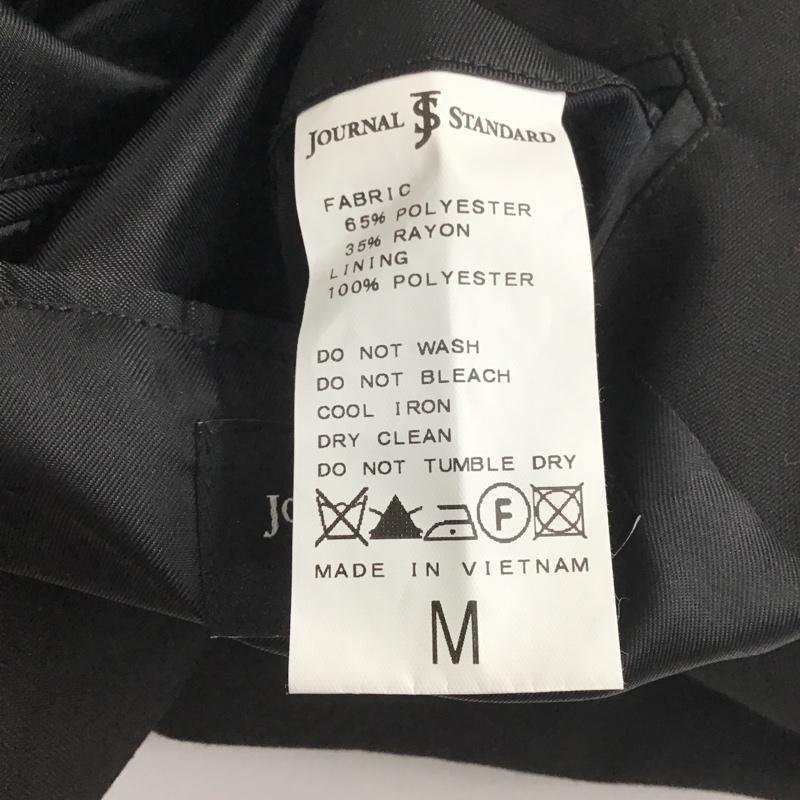 JOURNAL JS STANDARD
FABRIC
65% POLYESTER
35% RAYON
LINING
100% POLYESTER
DO NOT WASH
DO NOT BLEACH
COOL IRON
DRY CLEAN
DO NOT TUMBLE DRY
F
MADE IN VIETNAM
M
JO